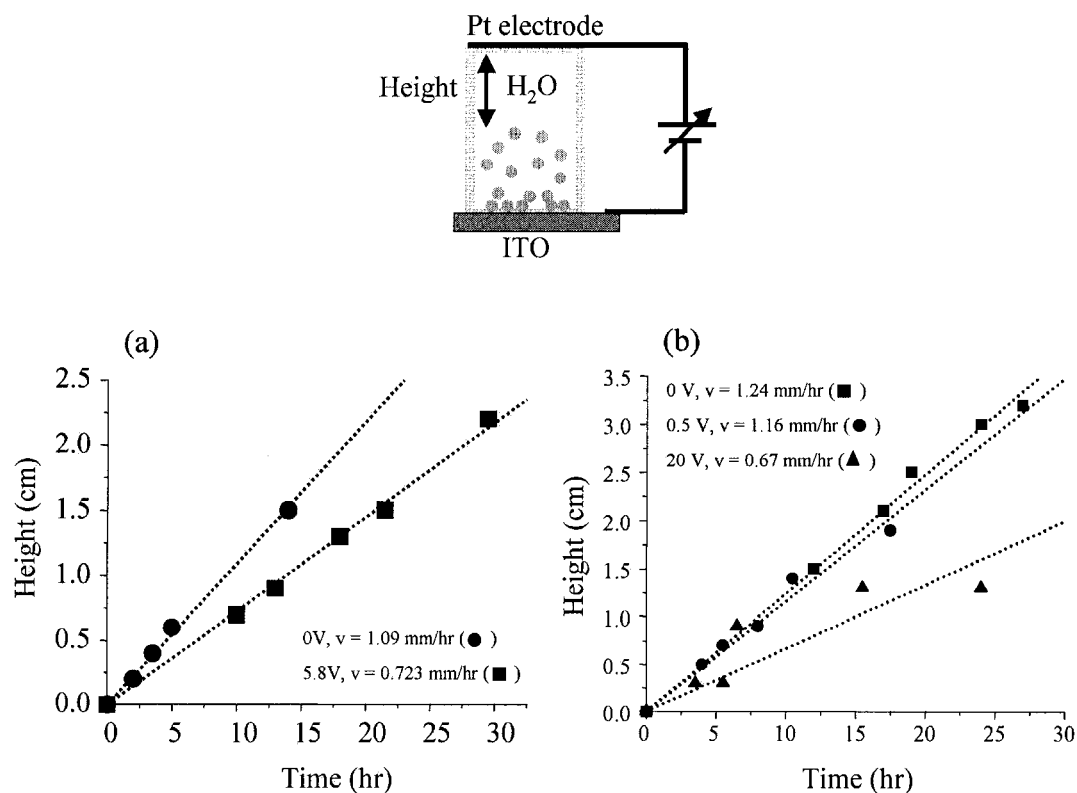 Pt electrode
Height
H₂O
ITO
(a)
2.5
2.0
1.5
1.0
0.5
0.0
Height (cm)
0V, v = 1.09 mm/hr (●)
5.8V, v = 0.723 mm/hr (■)
0 5 10 15 20 25 30
Time (hr)
(b)
3.5
3.0
2.5
2.0
1.5
1.0
0.5
0.0
Height (cm)
0 V, v = 1.24 mm/hr (■)
0.5 V, v = 1.16 mm/hr (●)
20 V, v = 0.67 mm/hr (▲)
0 5 10 15 20 25 30
Time (hr)